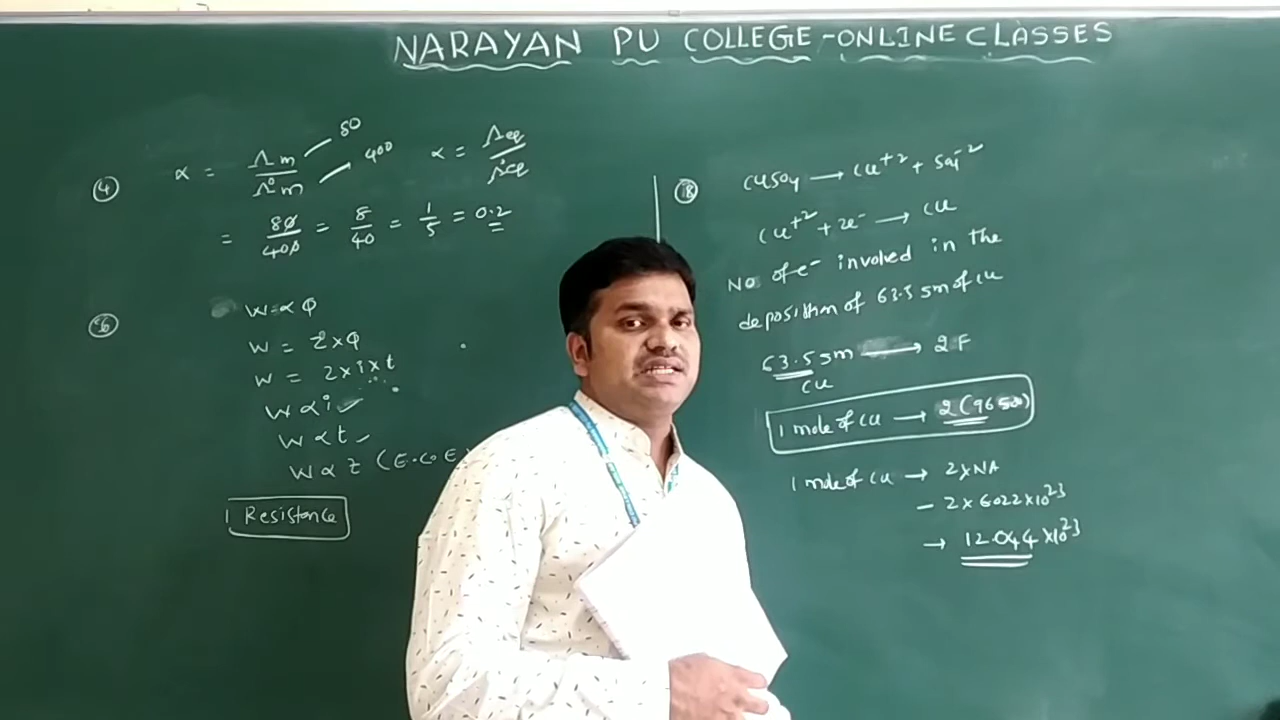 NARAYAN PU COLLEGE-ONLINE CLASSES
④ α = Λm / Λ°m 80 400 α = Λeq / Λ°eq
= 80/400 = 8/40 = 1/5 = 0.2
⑥ W = α Q
W = Z×Q
W = Z×i×t
W α i ✓
W α t ✓
W α Z (E.C.E
1 Resistance
⑧ CuSO4 → Cu+2 + SO4-2
Cu+2 + 2e- → Cu
No of e- involved in the
deposition of 63.5 gm of Cu
63.5 gm → 2 F
Cu
1 mole of Cu → 2(96500)
1 mole of Cu → 2×NA
– 2×6022×10^23
→ 12.044×10^23